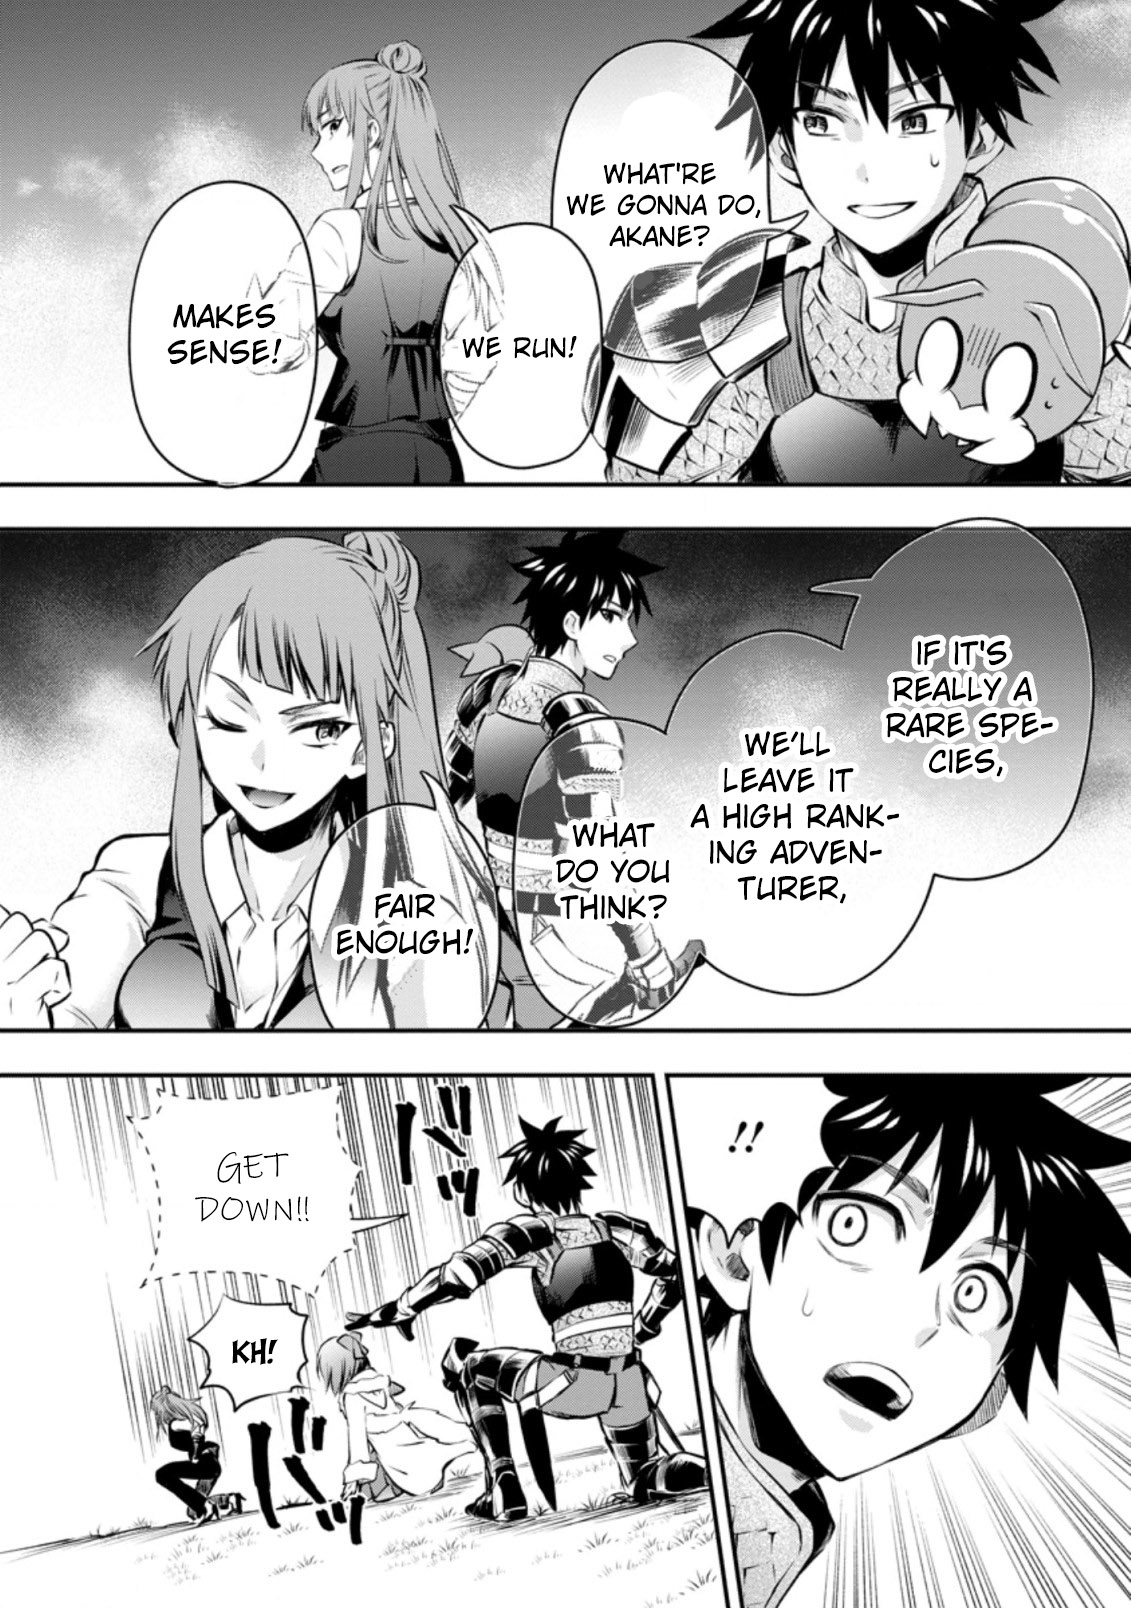 WHAT'RE
WE GONNA DO,
AKANE?
WE RUN!
MAKES
SENSE!
IF IT'S
REALLY A
RARE SPE-
CIES,
WE'LL
LEAVE IT
A HIGH RANK-
ING ADVEN-
TURER,
WHAT
DO YOU
THINK?
FAIR
ENOUGH!
!!
GET
DOWN!!
KH!